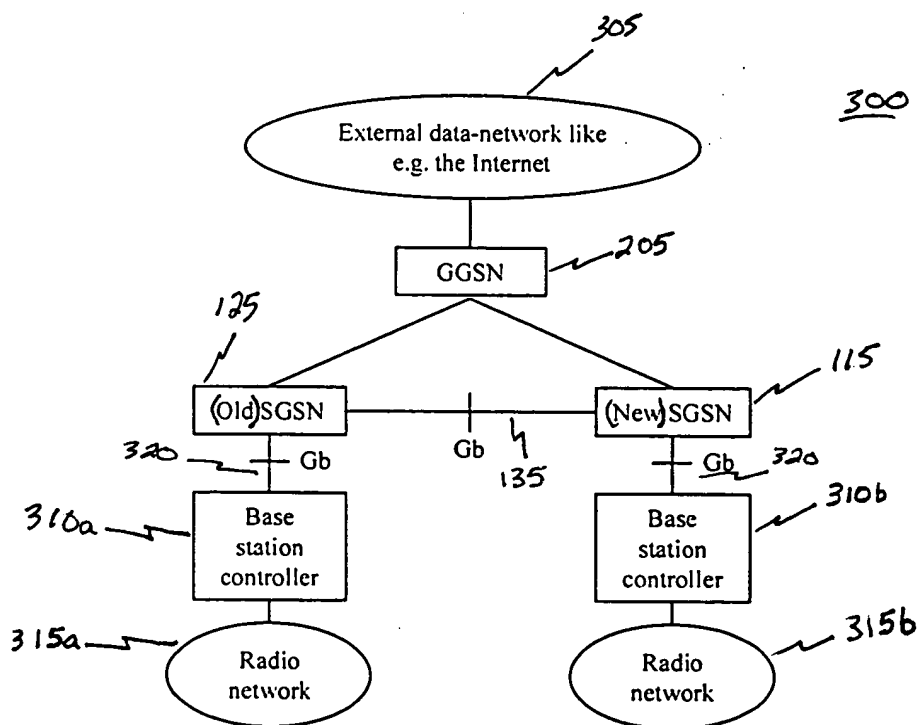 305
300
External data-network like
e.g. the Internet
GGSN
205
125
115
(Old)SGSN
(New)SGSN
Gb
135
320
Gb
Gb
320
310a
Base
station
controller
310b
Base
station
controller
315a
Radio
network
315b
Radio
network